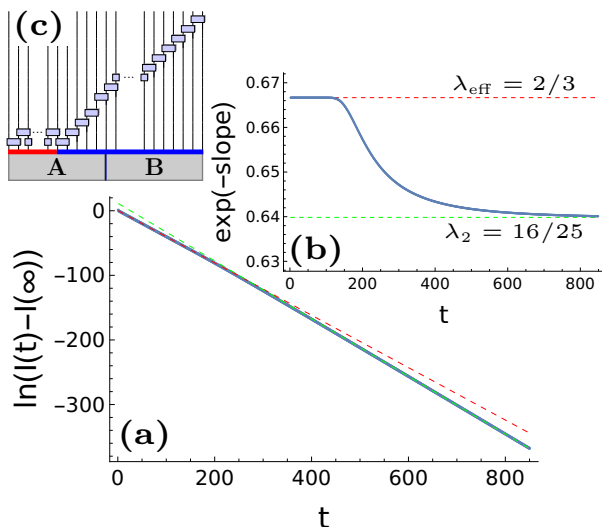 (c)
...
...
A B
exp(−slope)
0.67
0.66
0.65
0.64
0.63
λeff = 2/3
λ2 = 16/25
(b)
0 200 400 600 800
t
ln(I(t)−I(∞))
0
−100
−200
−300
(a)
0 200 400 600 800
t